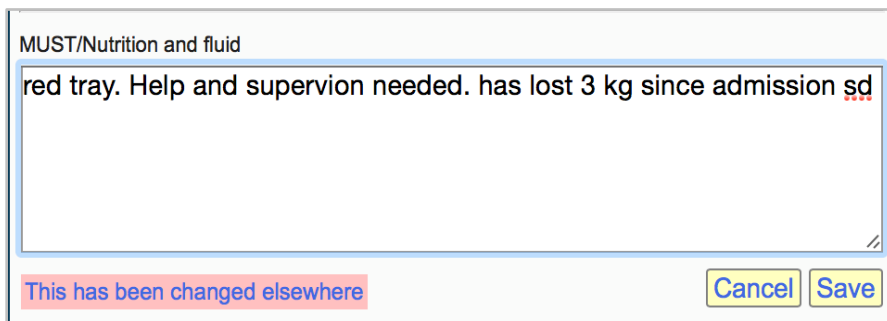 MUST/Nutrition and fluid
red tray. Help and supervion needed. has lost 3 kg since admission sd
This has been changed elsewhere
Cancel Save